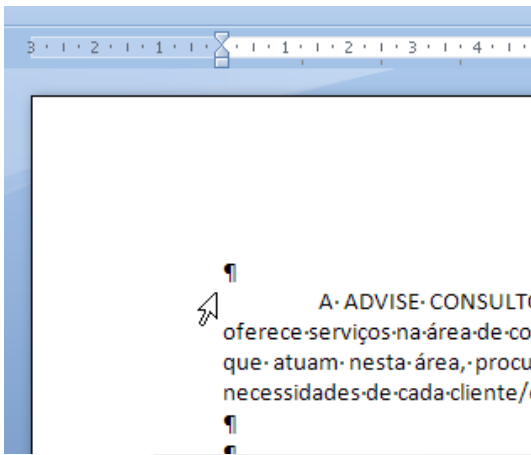 3 · ı · 2 · ı · 1 · ı · ı · 1 · ı · 2 · ı · 3 · ı · 4 · ı ·
¶
A· ADVISE· CONSULT
oferece·serviços·na·área·de·co
que· atuam· nesta· área,· procu
necessidades·de·cada·cliente/
¶
¶